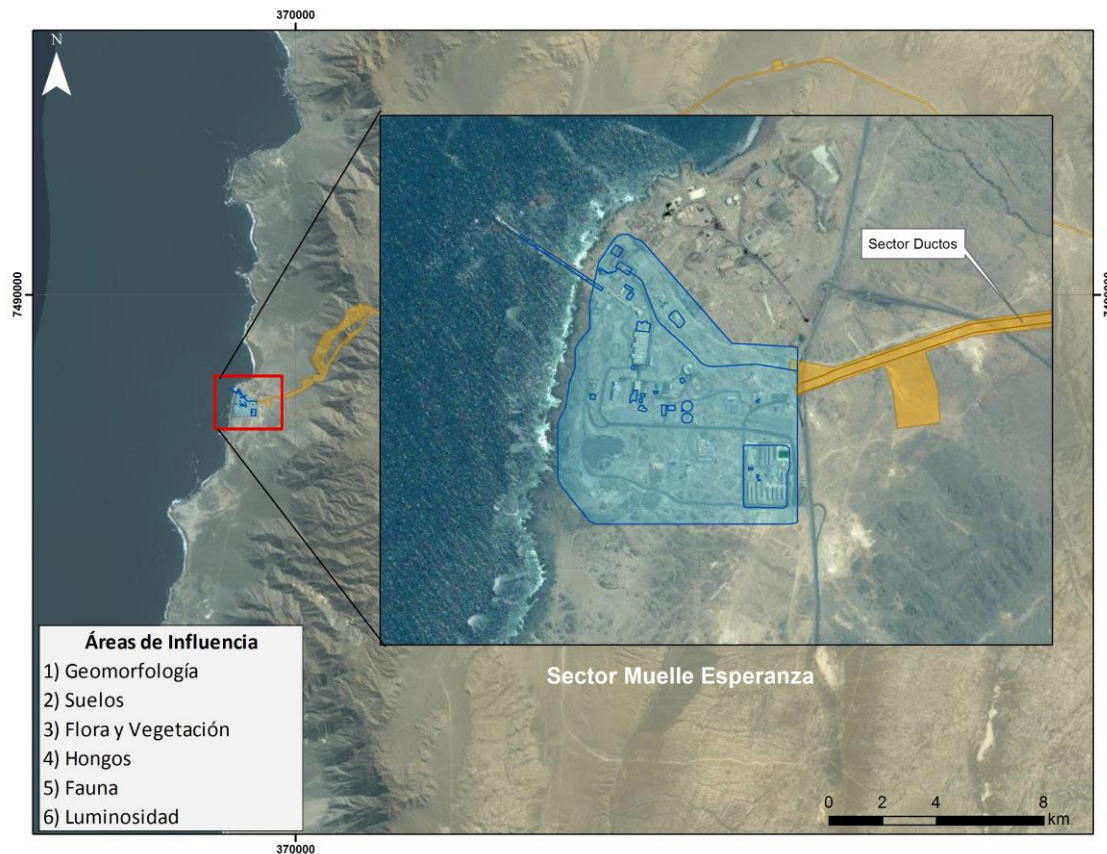 370000
N
7490000
7490000
Sector Ductos
Sector Muelle Esperanza
Áreas de Influencia
1) Geomorfología
2) Suelos
3) Flora y Vegetación
4) Hongos
5) Fauna
6) Luminosidad
0 2 4 8
km
370000